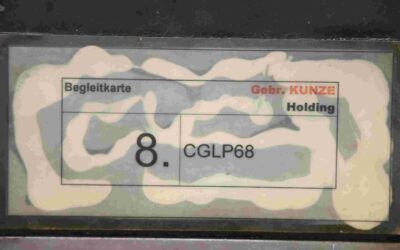 Begleitkarte Gebr. KUNZE
Holding
8. CGLP68